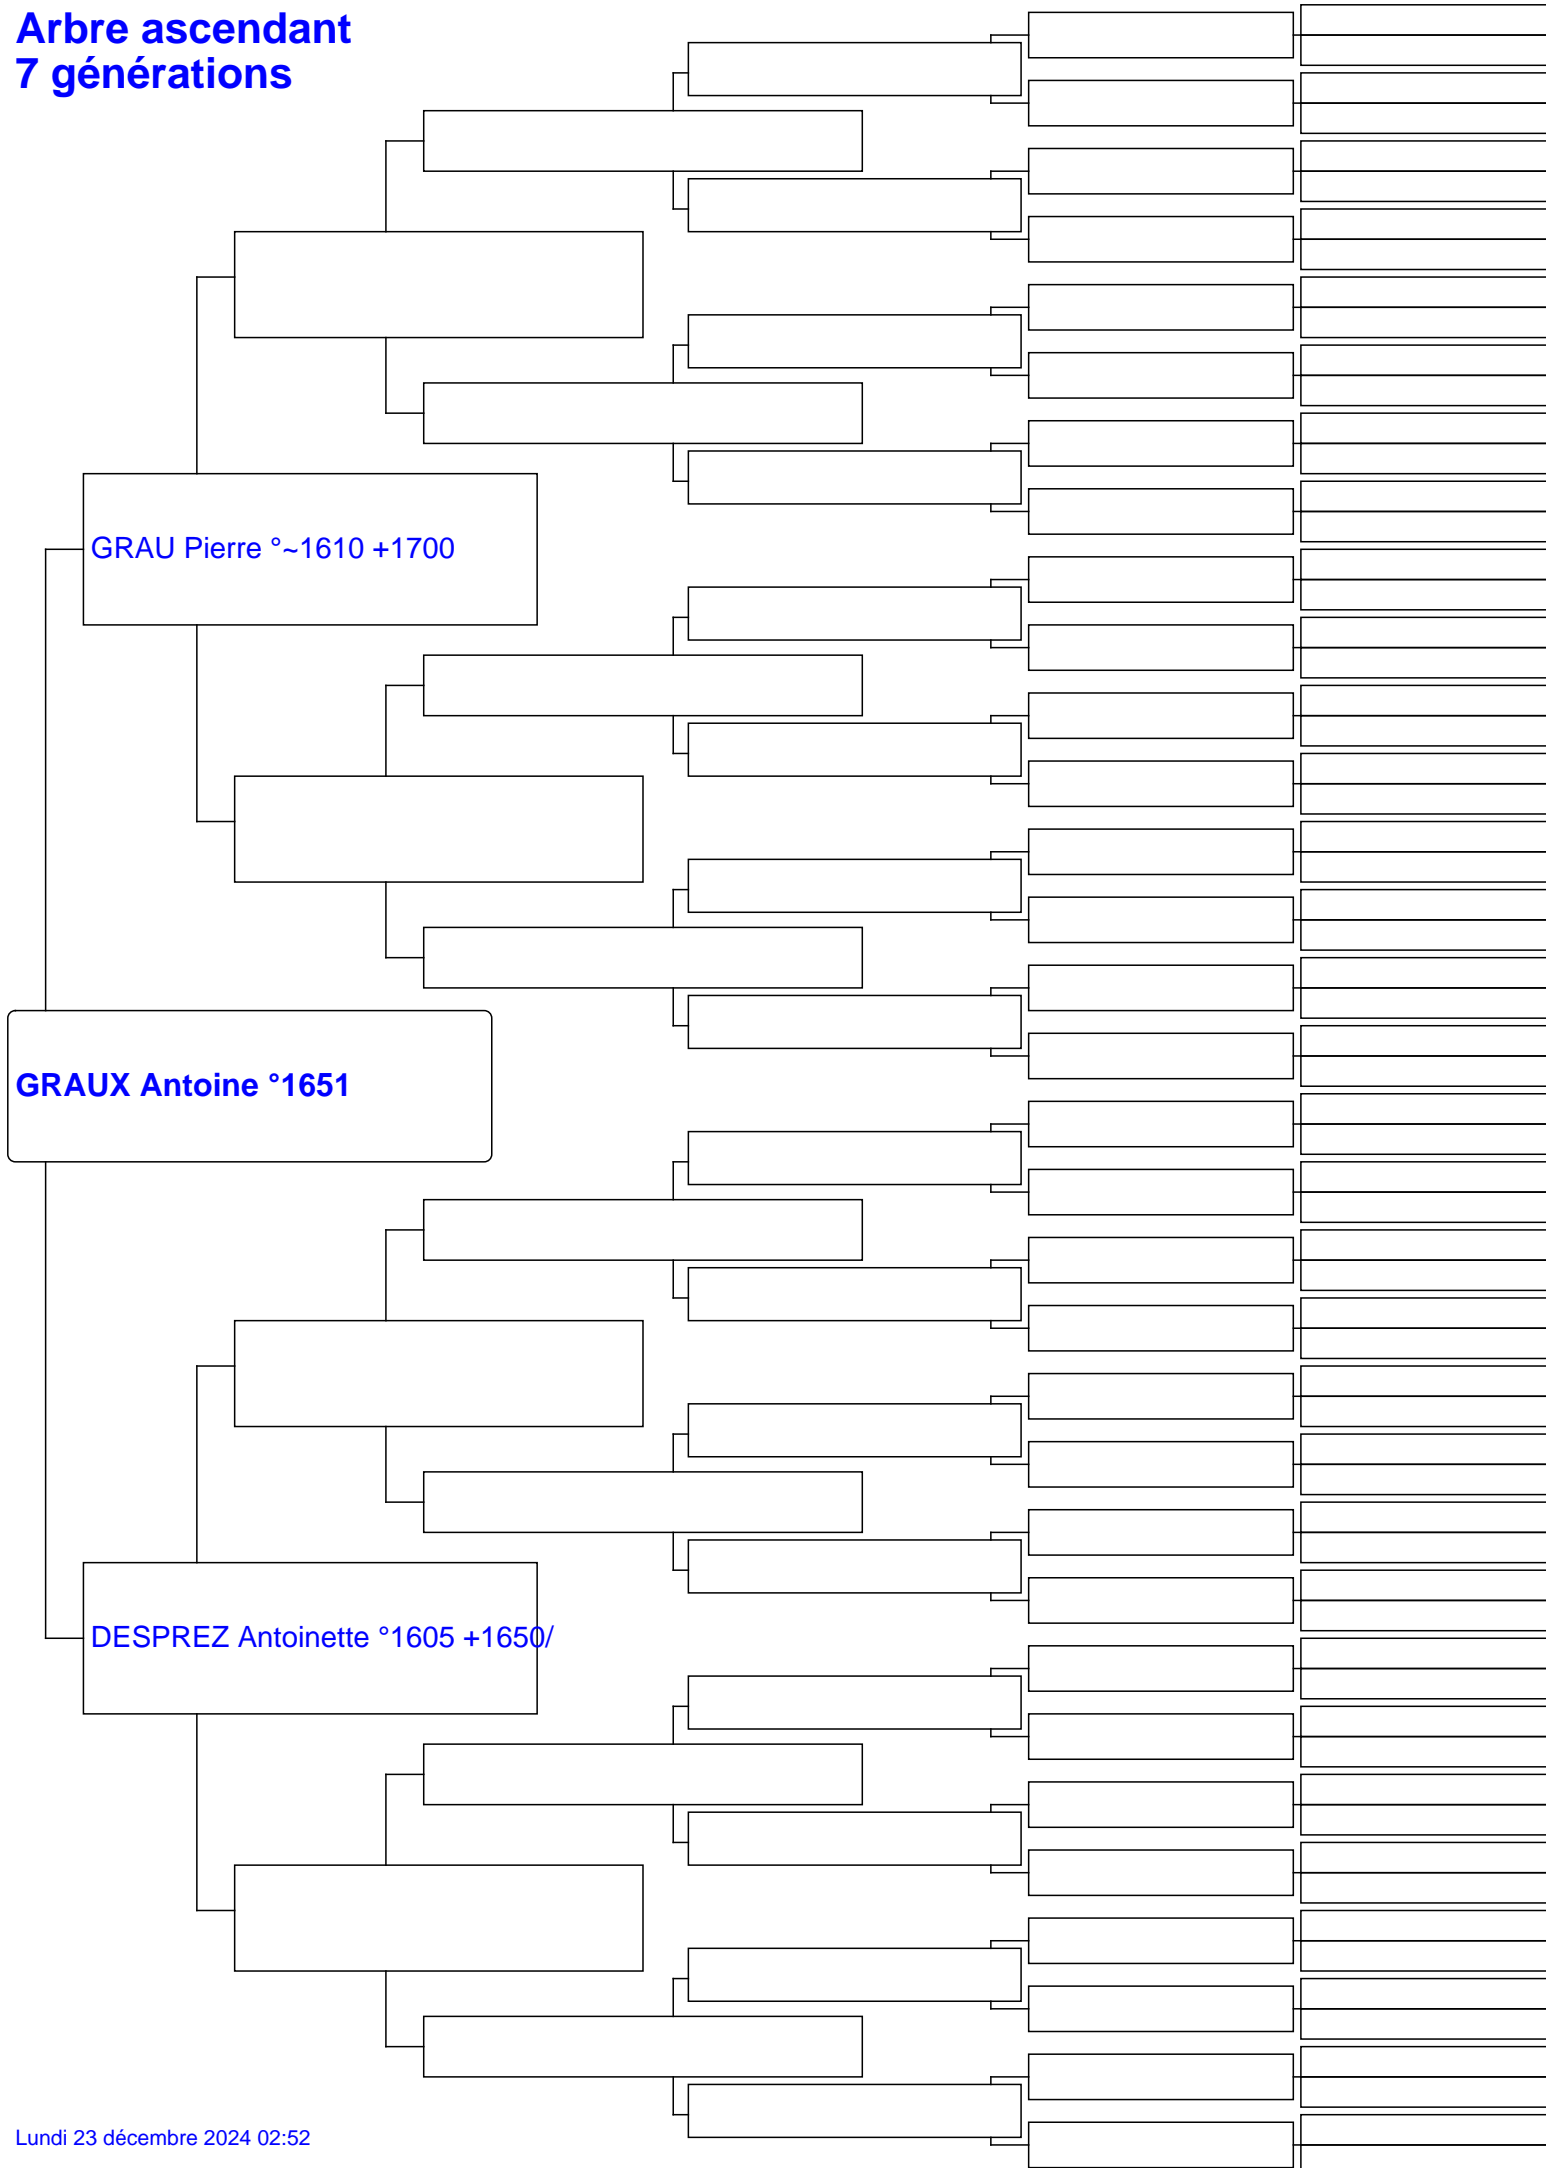 Arbre ascendant
7 générations
GRAU Pierre °~1610 +1700
GRAUX Antoine °1651
DESPREZ Antoinette °1605 +1650/
Lundi 23 décembre 2024 02:52